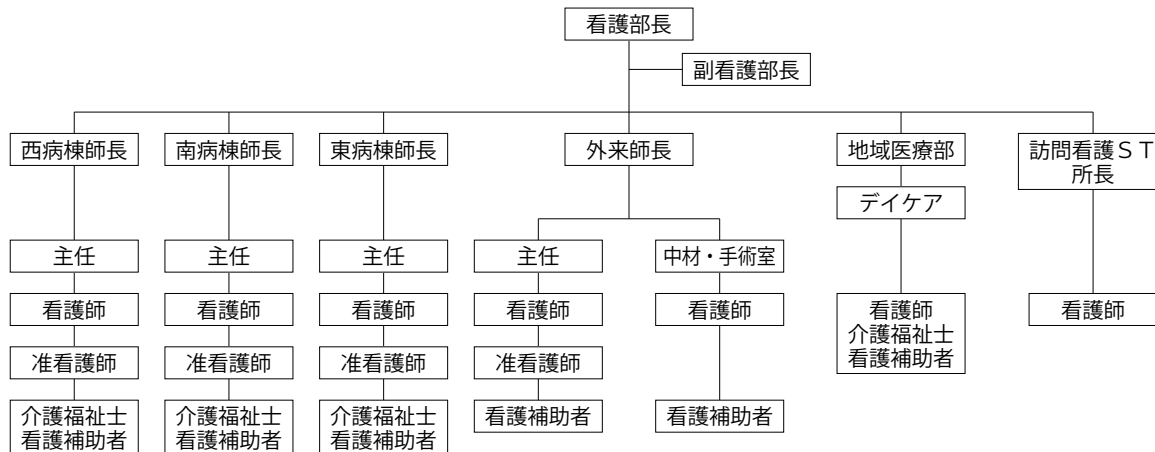 看護部長
副看護部長
西病棟師長
南病棟師長
東病棟師長
外来師長
地域医療部
訪問看護ＳＴ
所長
デイケア
主任
主任
主任
主任
中材・手術室
看護師
看護師
看護師
看護師
看護師
看護師
介護福祉士
看護補助者
看護師
准看護師
准看護師
准看護師
准看護師
介護福祉士
看護補助者
介護福祉士
看護補助者
介護福祉士
看護補助者
看護補助者
看護補助者